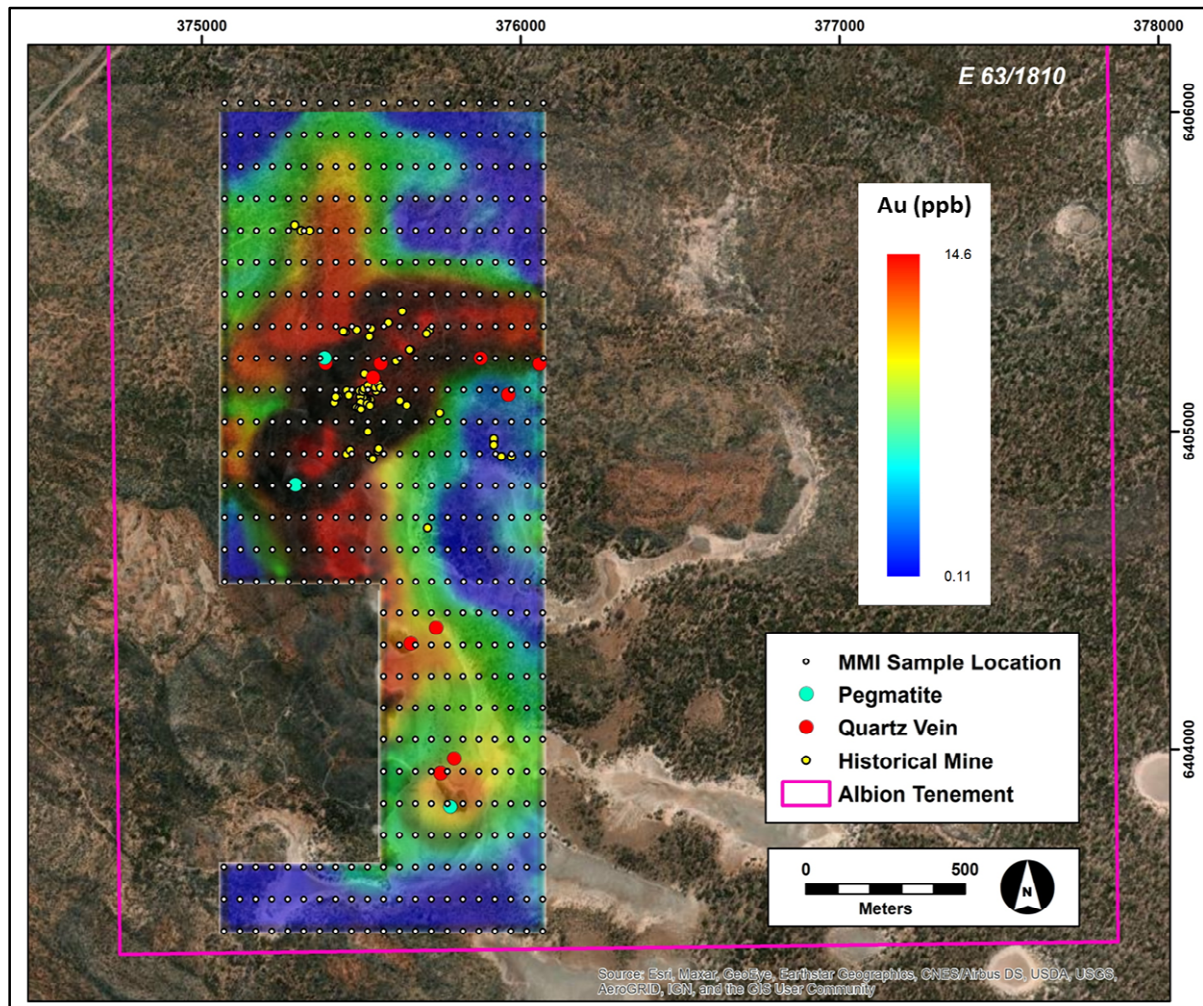 375000 376000 377000 378000
E 63/1810
6406000
Au (ppb)
14.6
6405000
0.11
MMI Sample Location
Pegmatite
Quartz Vein
Historical Mine
Albion Tenement
6404000
0 500
Meters
N
Source: Esri, Maxar, GeoEye, Earthstar Geographics, CNES/Airbus DS, USDA, USGS,
AeroGRID, IGN, and the GIS User Community